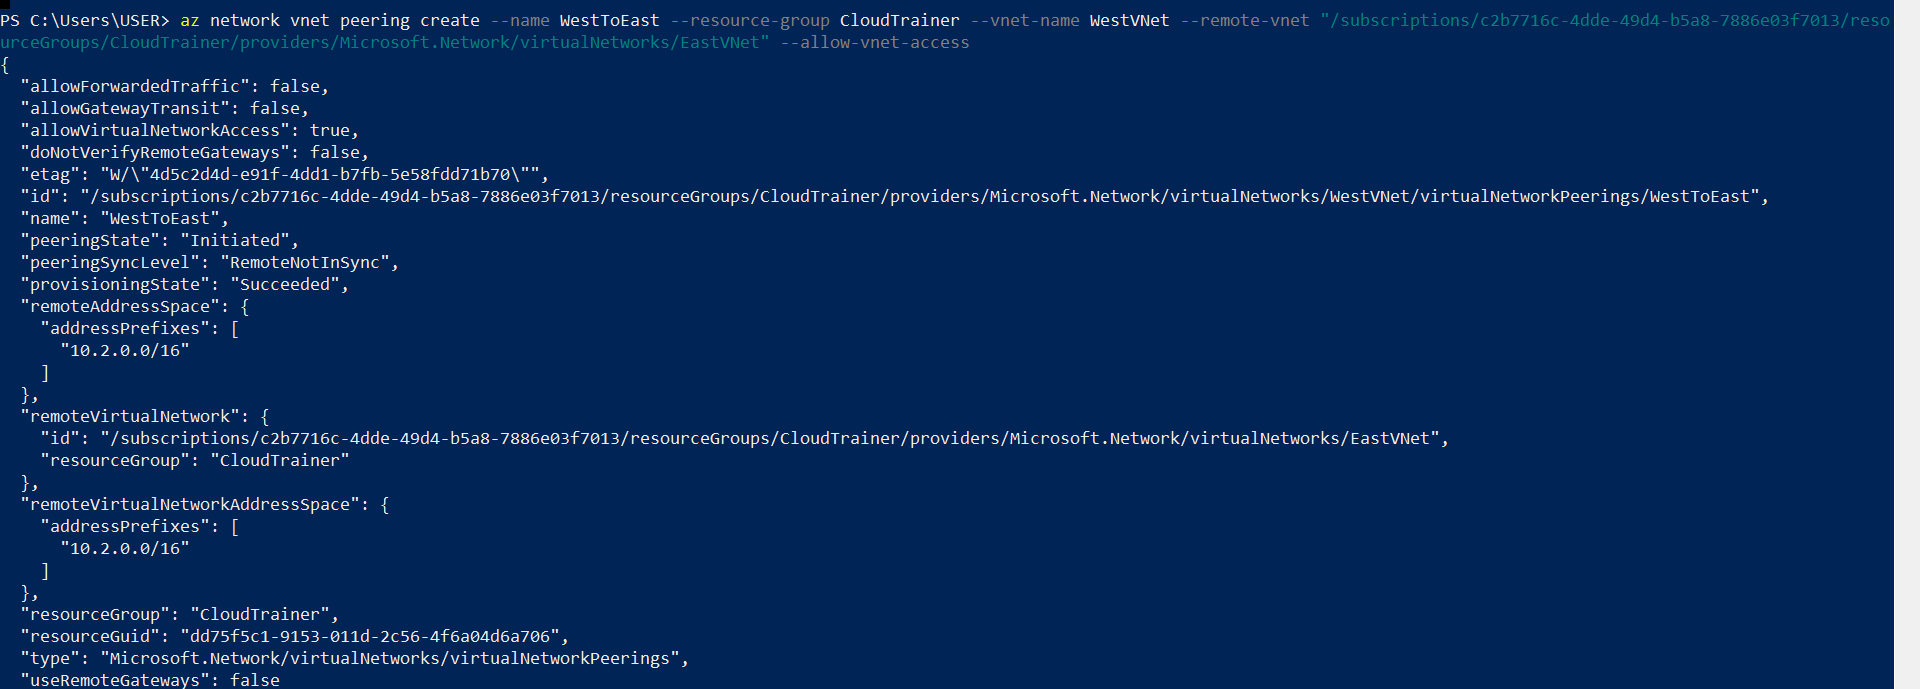 PS C:\Users\USER> az network vnet peering create --name WestToEast --resource-group CloudTrainer --vnet-name WestVNet --remote-vnet "/subscriptions/c2b7716c-4dde-49d4-b5a8-7886e03f7013/reso
urceGroups/CloudTrainer/providers/Microsoft.Network/virtualNetworks/EastVNet" --allow-vnet-access
{
  "allowForwardedTraffic": false,
  "allowGatewayTransit": false,
  "allowVirtualNetworkAccess": true,
  "doNotVerifyRemoteGateways": false,
  "etag": "W/\"4d5c2d4d-e91f-4dd1-b7fb-5e58fdd71b70\"",
  "id": "/subscriptions/c2b7716c-4dde-49d4-b5a8-7886e03f7013/resourceGroups/CloudTrainer/providers/Microsoft.Network/virtualNetworks/WestVNet/virtualNetworkPeerings/WestToEast",
  "name": "WestToEast",
  "peeringState": "Initiated",
  "peeringSyncLevel": "RemoteNotInSync",
  "provisioningState": "Succeeded",
  "remoteAddressSpace": {
    "addressPrefixes": [
      "10.2.0.0/16"
    ]
  },
  "remoteVirtualNetwork": {
    "id": "/subscriptions/c2b7716c-4dde-49d4-b5a8-7886e03f7013/resourceGroups/CloudTrainer/providers/Microsoft.Network/virtualNetworks/EastVNet",
    "resourceGroup": "CloudTrainer"
  },
  "remoteVirtualNetworkAddressSpace": {
    "addressPrefixes": [
      "10.2.0.0/16"
    ]
  },
  "resourceGroup": "CloudTrainer",
  "resourceGuid": "dd75f5c1-9153-011d-2c56-4f6a04d6a706",
  "type": "Microsoft.Network/virtualNetworks/virtualNetworkPeerings",
  "useRemoteGateways": false